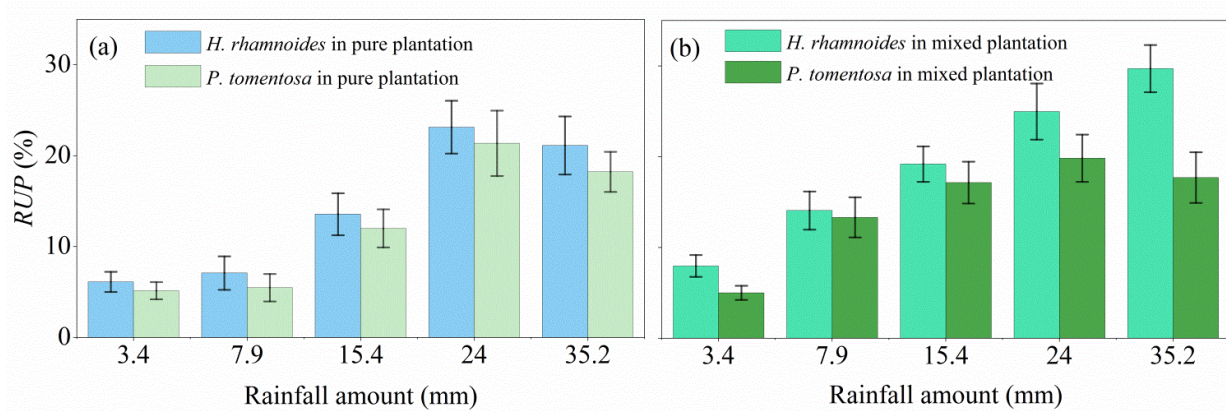 (a)
H. rhamnoides in pure plantation
P. tomentosa in pure plantation
RUP (%)
30
20
10
0
3.4 7.9 15.4 24 35.2
Rainfall amount (mm)
(b)
H. rhamnoides in mixed plantation
P. tomentosa in mixed plantation
3.4 7.9 15.4 24 35.2
Rainfall amount (mm)